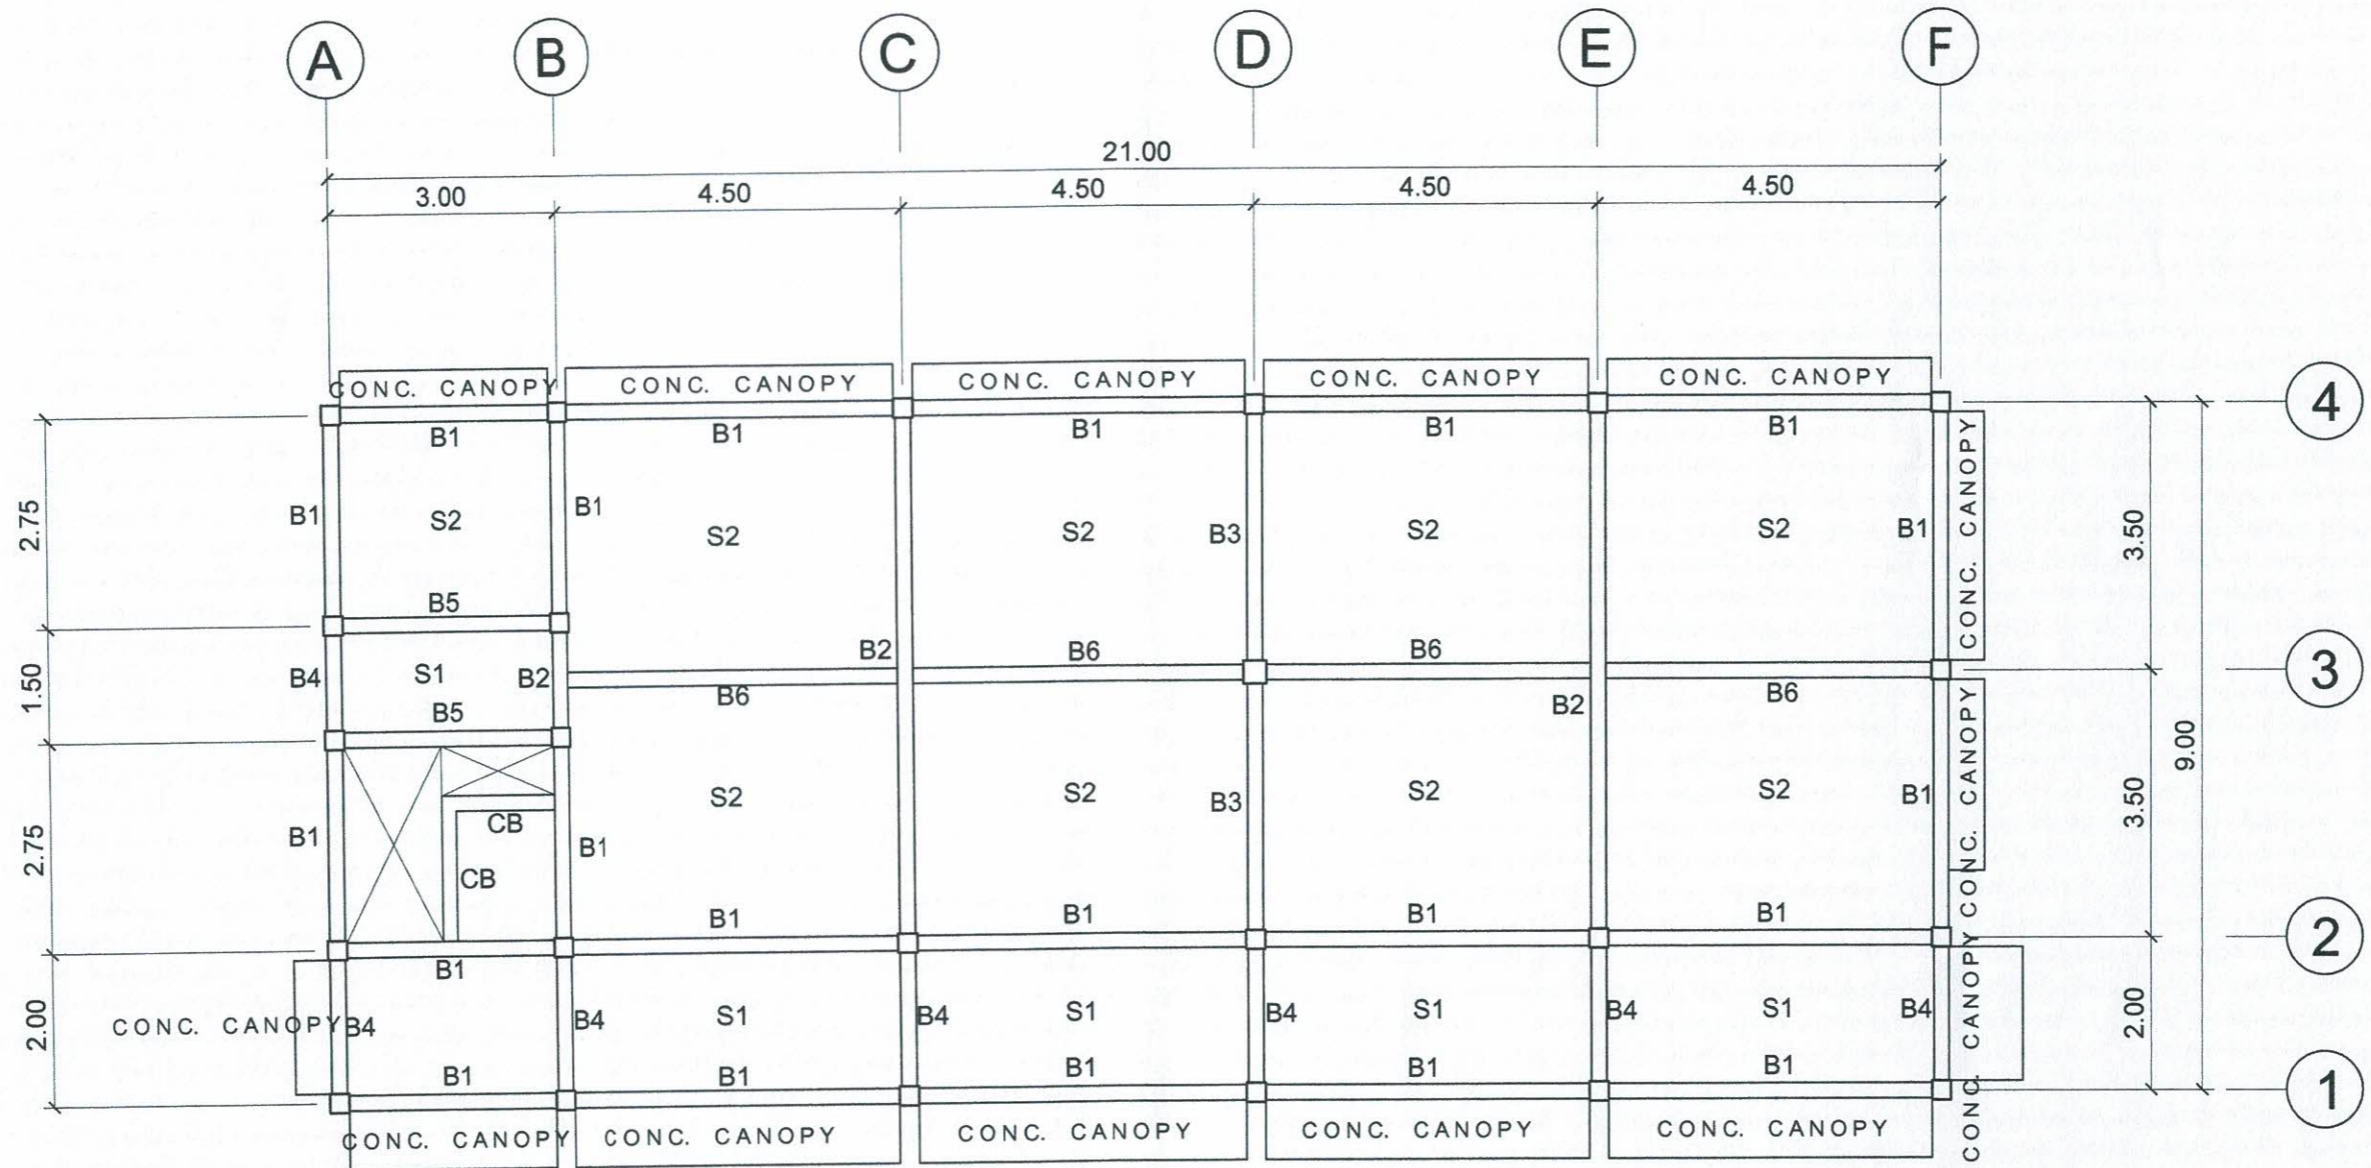 A B C D E F
21.00
3.00 4.50 4.50 4.50 4.50
CONC. CANOPY CONC. CANOPY CONC. CANOPY CONC. CANOPY CONC. CANOPY
4
B1 B1 B1 B1 B1
CONC. CANOPY
2.75 B1 S2 B1 S2 S2 B3 S2 S2 B1 3.50
B5
B2 B6 B6
3
1.50 B4 S1 B2 B6 B2 B6
B5
CONC. CANOPY
9.00
2.75 B1 CB B1 S2 S2 B3 S2 S2 B1 3.50
CB
B1 B1 B1 B1
2
B1
CONC. CANOPY
2.00 CONC. CANOPY B4 B4 S1 B4 S1 B4 S1 B4 S1 B4 2.00
B1 B1 B1 B1 B1
1
CONC. CANOPY CONC. CANOPY CONC. CANOPY CONC. CANOPY CONC. CANOPY